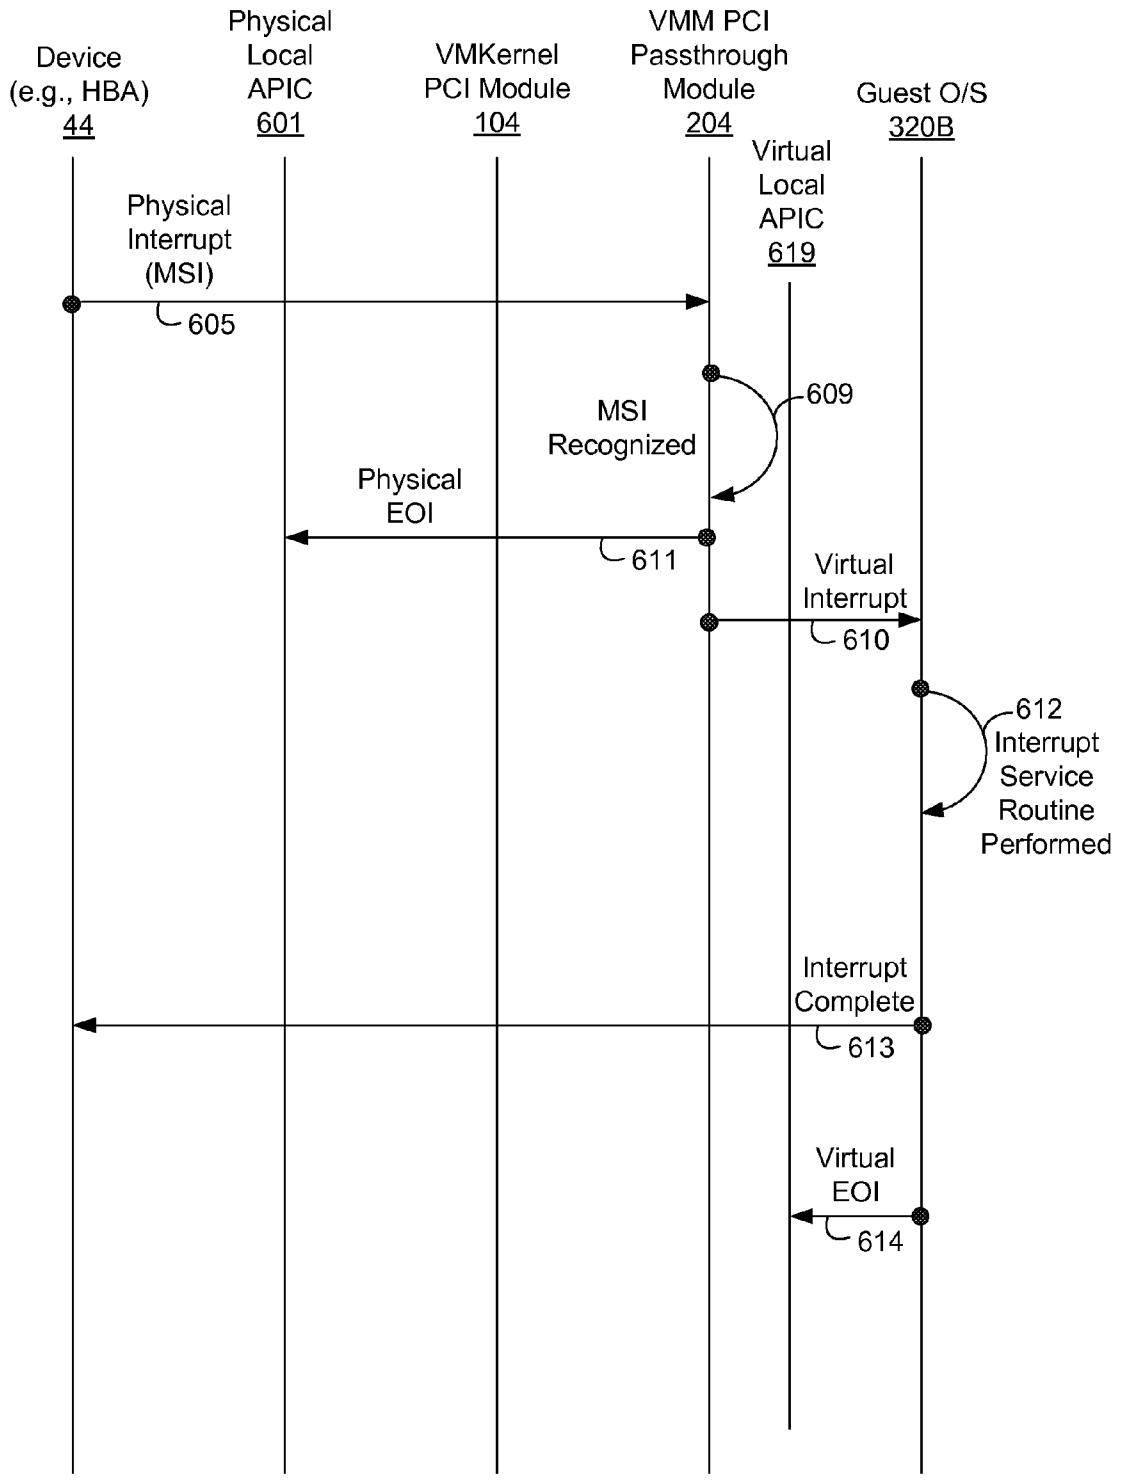 Device
(e.g., HBA)
44
Physical
Local
APIC
601
VMKernel
PCI Module
104
VMM PCI
Passthrough
Module
204
Guest O/S
320B
Virtual
Local
APIC
619
Physical
Interrupt
(MSI)
605
609
MSI
Recognized
Physical
EOI
611
Virtual
Interrupt
610
612
Interrupt
Service
Routine
Performed
Interrupt
Complete
613
Virtual
EOI
614